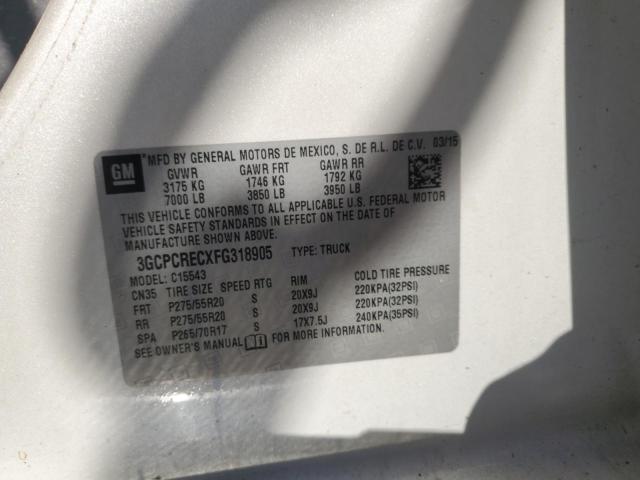 GM
MFD BY GENERAL MOTORS DE MEXICO, S. DE R.L. DE C.V. 03/15
GVWR GAWR FRT GAWR RR
3175 KG 1746 KG 1792 KG
7000 LB 3850 LB 3950 LB
THIS VEHICLE CONFORMS TO ALL APPLICABLE U.S. FEDERAL MOTOR
VEHICLE SAFETY STANDARDS IN EFFECT ON THE DATE OF
MANUFACTURE SHOWN ABOVE.
3GCPCRECXFG318905 TYPE: TRUCK
MODEL: C15543
CN35 TIRE SIZE SPEED RTG RIM COLD TIRE PRESSURE
FRT P275/55R20 S 20X9J 220KPA(32PSI)
RR P275/55R20 S 20X9J 220KPA(32PSI)
SPA P265/70R17 S 17X7.5J 240KPA(35PSI)
SEE OWNER'S MANUAL FOR MORE INFORMATION.